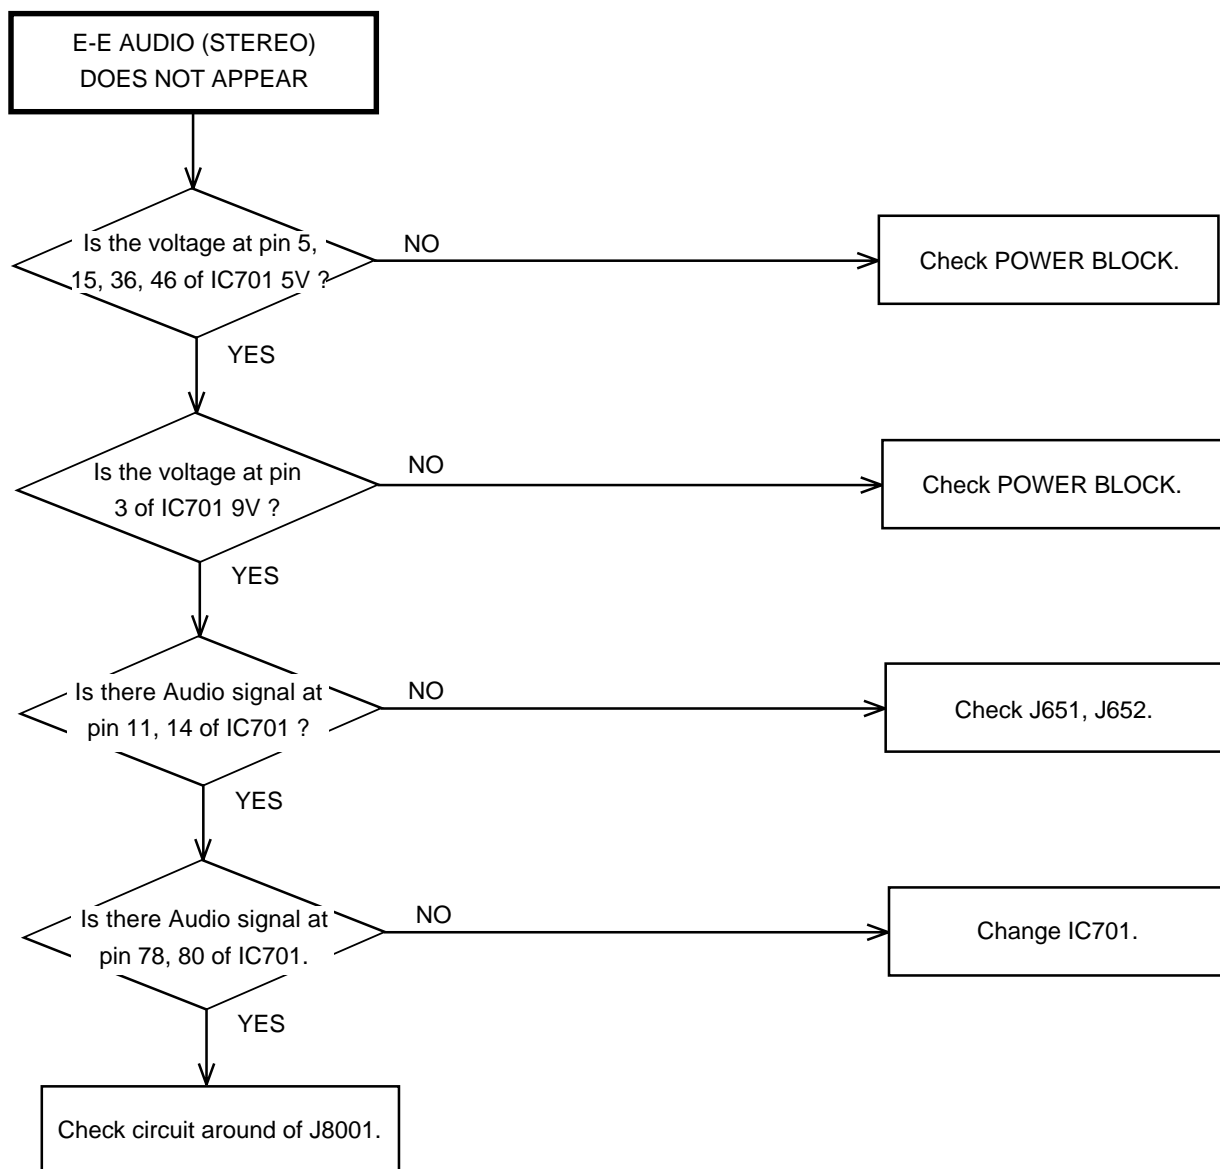 E-E AUDIO (STEREO)
DOES NOT APPEAR
Is the voltage at pin 5,
15, 36, 46 of IC701 5V ?
NO
Check POWER BLOCK.
YES
Is the voltage at pin
3 of IC701 9V ?
NO
Check POWER BLOCK.
YES
Is there Audio signal at
pin 11, 14 of IC701 ?
NO
Check J651, J652.
YES
Is there Audio signal at
pin 78, 80 of IC701.
NO
Change IC701.
YES
Check circuit around of J8001.